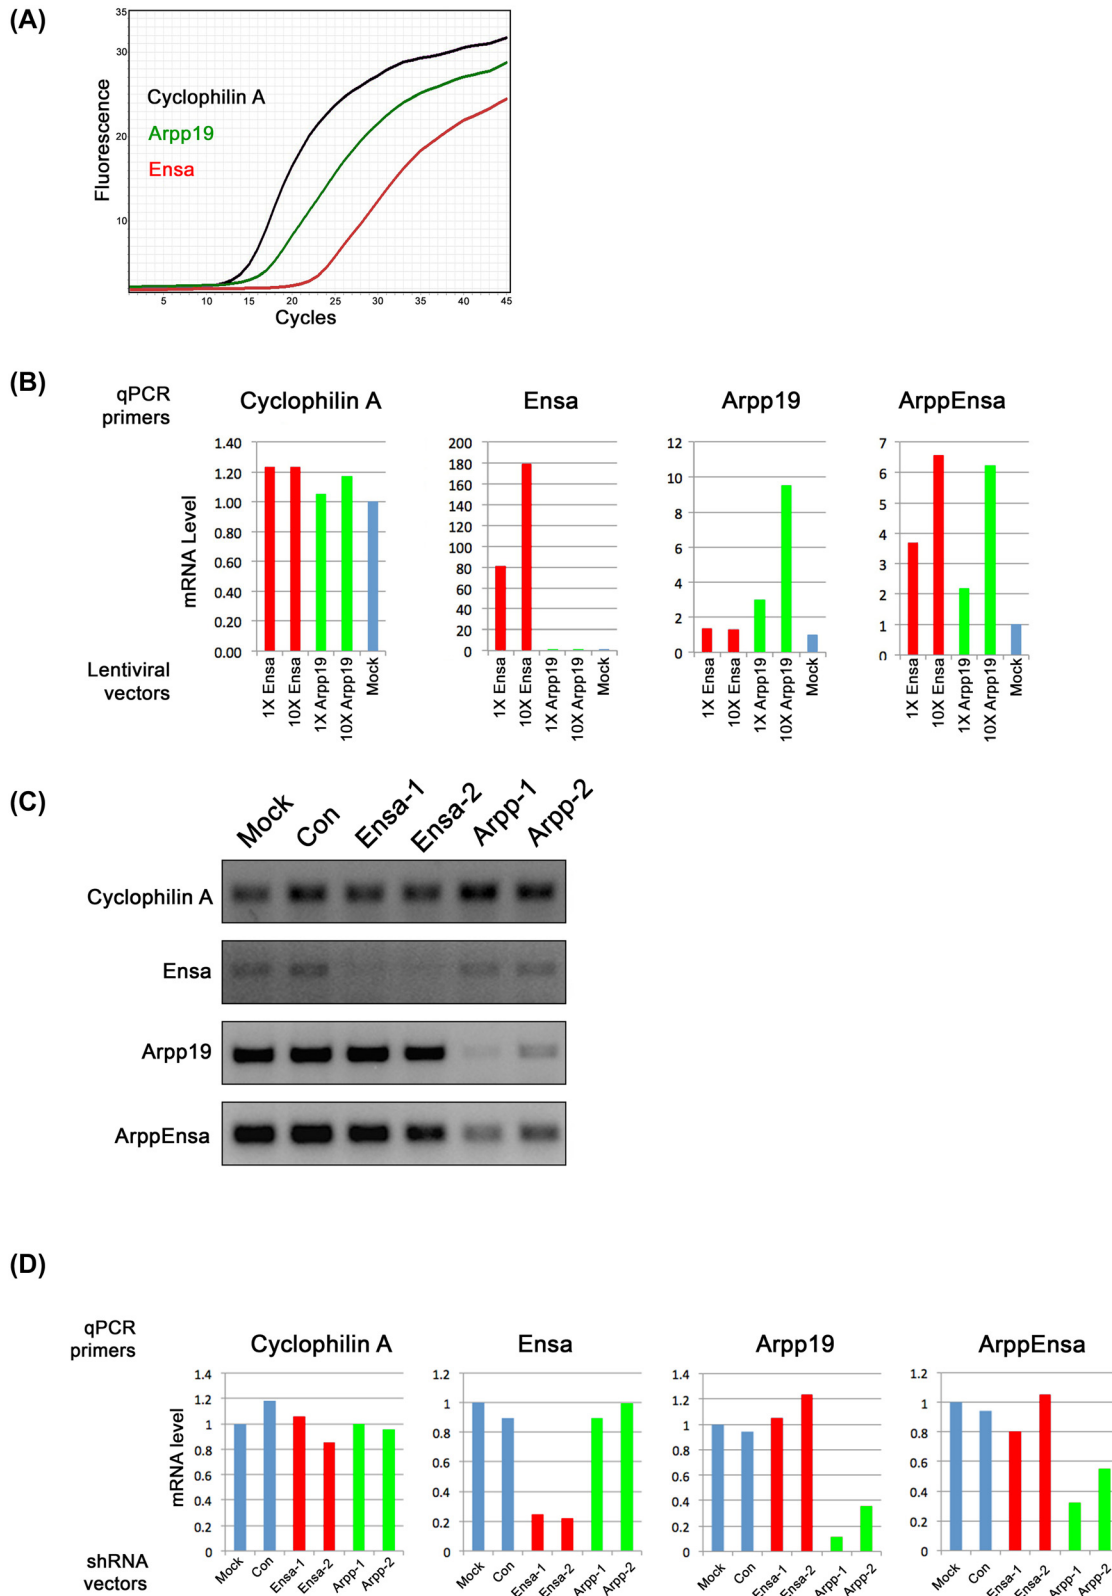 (A)
35
30
20
10
Fluorescence
Cyclophilin A
Arpp19
Ensa
5 10 15 20 25 30 35 40 45
Cycles
(B)
qPCR
primers
Cyclophilin A Ensa Arpp19 ArppEnsa
mRNA Level
1.40
1.20
1.00
0.80
0.60
0.40
0.20
0.00
200
180
160
140
120
100
80
60
40
20
0
12
10
8
6
4
2
0
7
6
5
4
3
2
1
0
Lentiviral
vectors
1X Ensa 10X Ensa 1X Arpp19 10X Arpp19 Mock
1X Ensa 10X Ensa 1X Arpp19 10X Arpp19 Mock
1X Ensa 10X Ensa 1X Arpp19 10X Arpp19 Mock
1X Ensa 10X Ensa 1X Arpp19 10X Arpp19 Mock
(C)
Mock Con Ensa-1 Ensa-2 Arpp-1 Arpp-2
Cyclophilin A
Ensa
Arpp19
ArppEnsa
(D)
qPCR
primers
Cyclophilin A Ensa Arpp19 ArppEnsa
mRNA level
1.4
1.2
1
0.8
0.6
0.4
0.2
0
1.2
1
0.8
0.6
0.4
0.2
0
1.4
1.2
1
0.8
0.6
0.4
0.2
0
1.2
1
0.8
0.6
0.4
0.2
0
shRNA
vectors
Mock Con Ensa-1 Ensa-2 Arpp-1 Arpp-2
Mock Con Ensa-1 Ensa-2 Arpp-1 Arpp-2
Mock Con Ensa-1 Ensa-2 Arpp-1 Arpp-2
Mock Con Ensa-1 Ensa-2 Arpp-1 Arpp-2